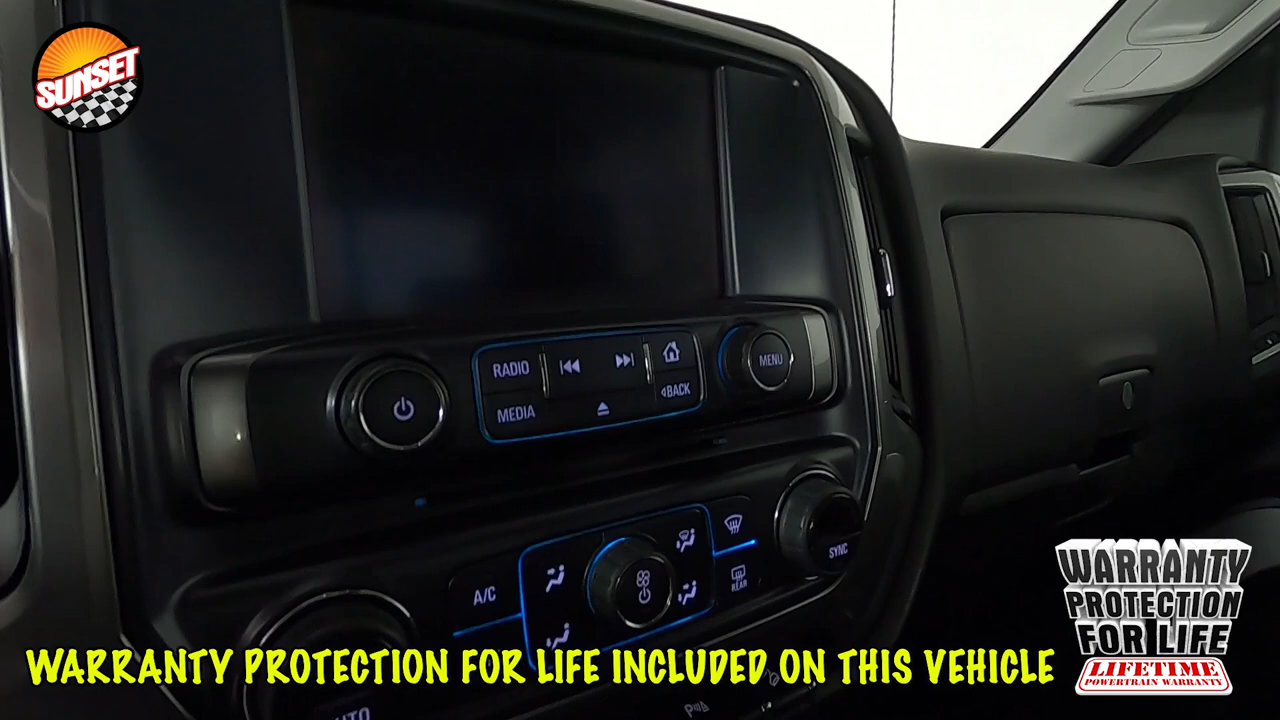 SUNSET
RADIO
MEDIA
BACK
MENU
A/C
REAR
SYNC
AUTO
WARRANTY PROTECTION FOR LIFE INCLUDED ON THIS VEHICLE
WARRANTY
PROTECTION
FOR LIFE
LIFETIME
POWERTRAIN WARRANTY